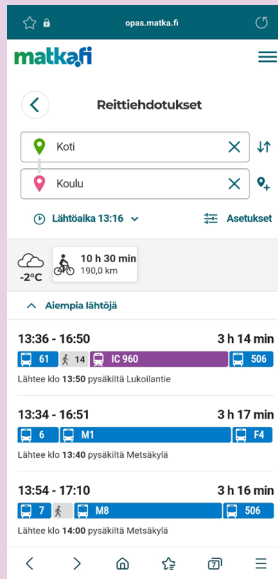 opas.matka.fi
matka.fi
Reittiehdotukset
Koti
Koulu
Lähtöaika 13:16
Asetukset
-2°C
10 h 30 min
190,0 km
Aiempia lähtöjä
13:36 - 16:50 3 h 14 min
61 14 IC 960 506
Lähtee klo 13:50 pysäkiltä Lukoilantie
13:34 - 16:51 3 h 17 min
6 M1 F4
Lähtee klo 13:40 pysäkiltä Metsäkylä
13:54 - 17:10 3 h 16 min
7 M8 506
Lähtee klo 14:00 pysäkiltä Metsäkylä
7